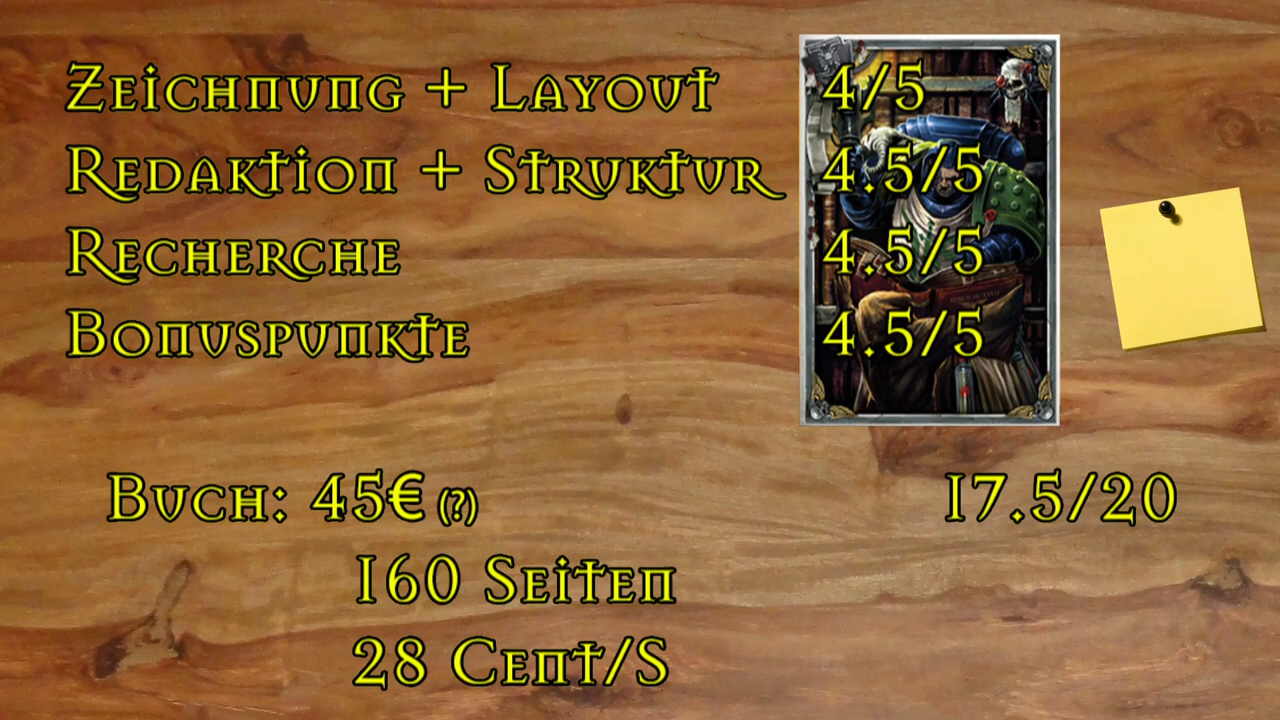 Zeichnung + Layout 4/5
Redaktion + Struktur 4.5/5
Recherche 4.5/5
Bonuspunkte 4.5/5
Buch: 45€ (?) 17.5/20
160 Seiten
28 Cent/S